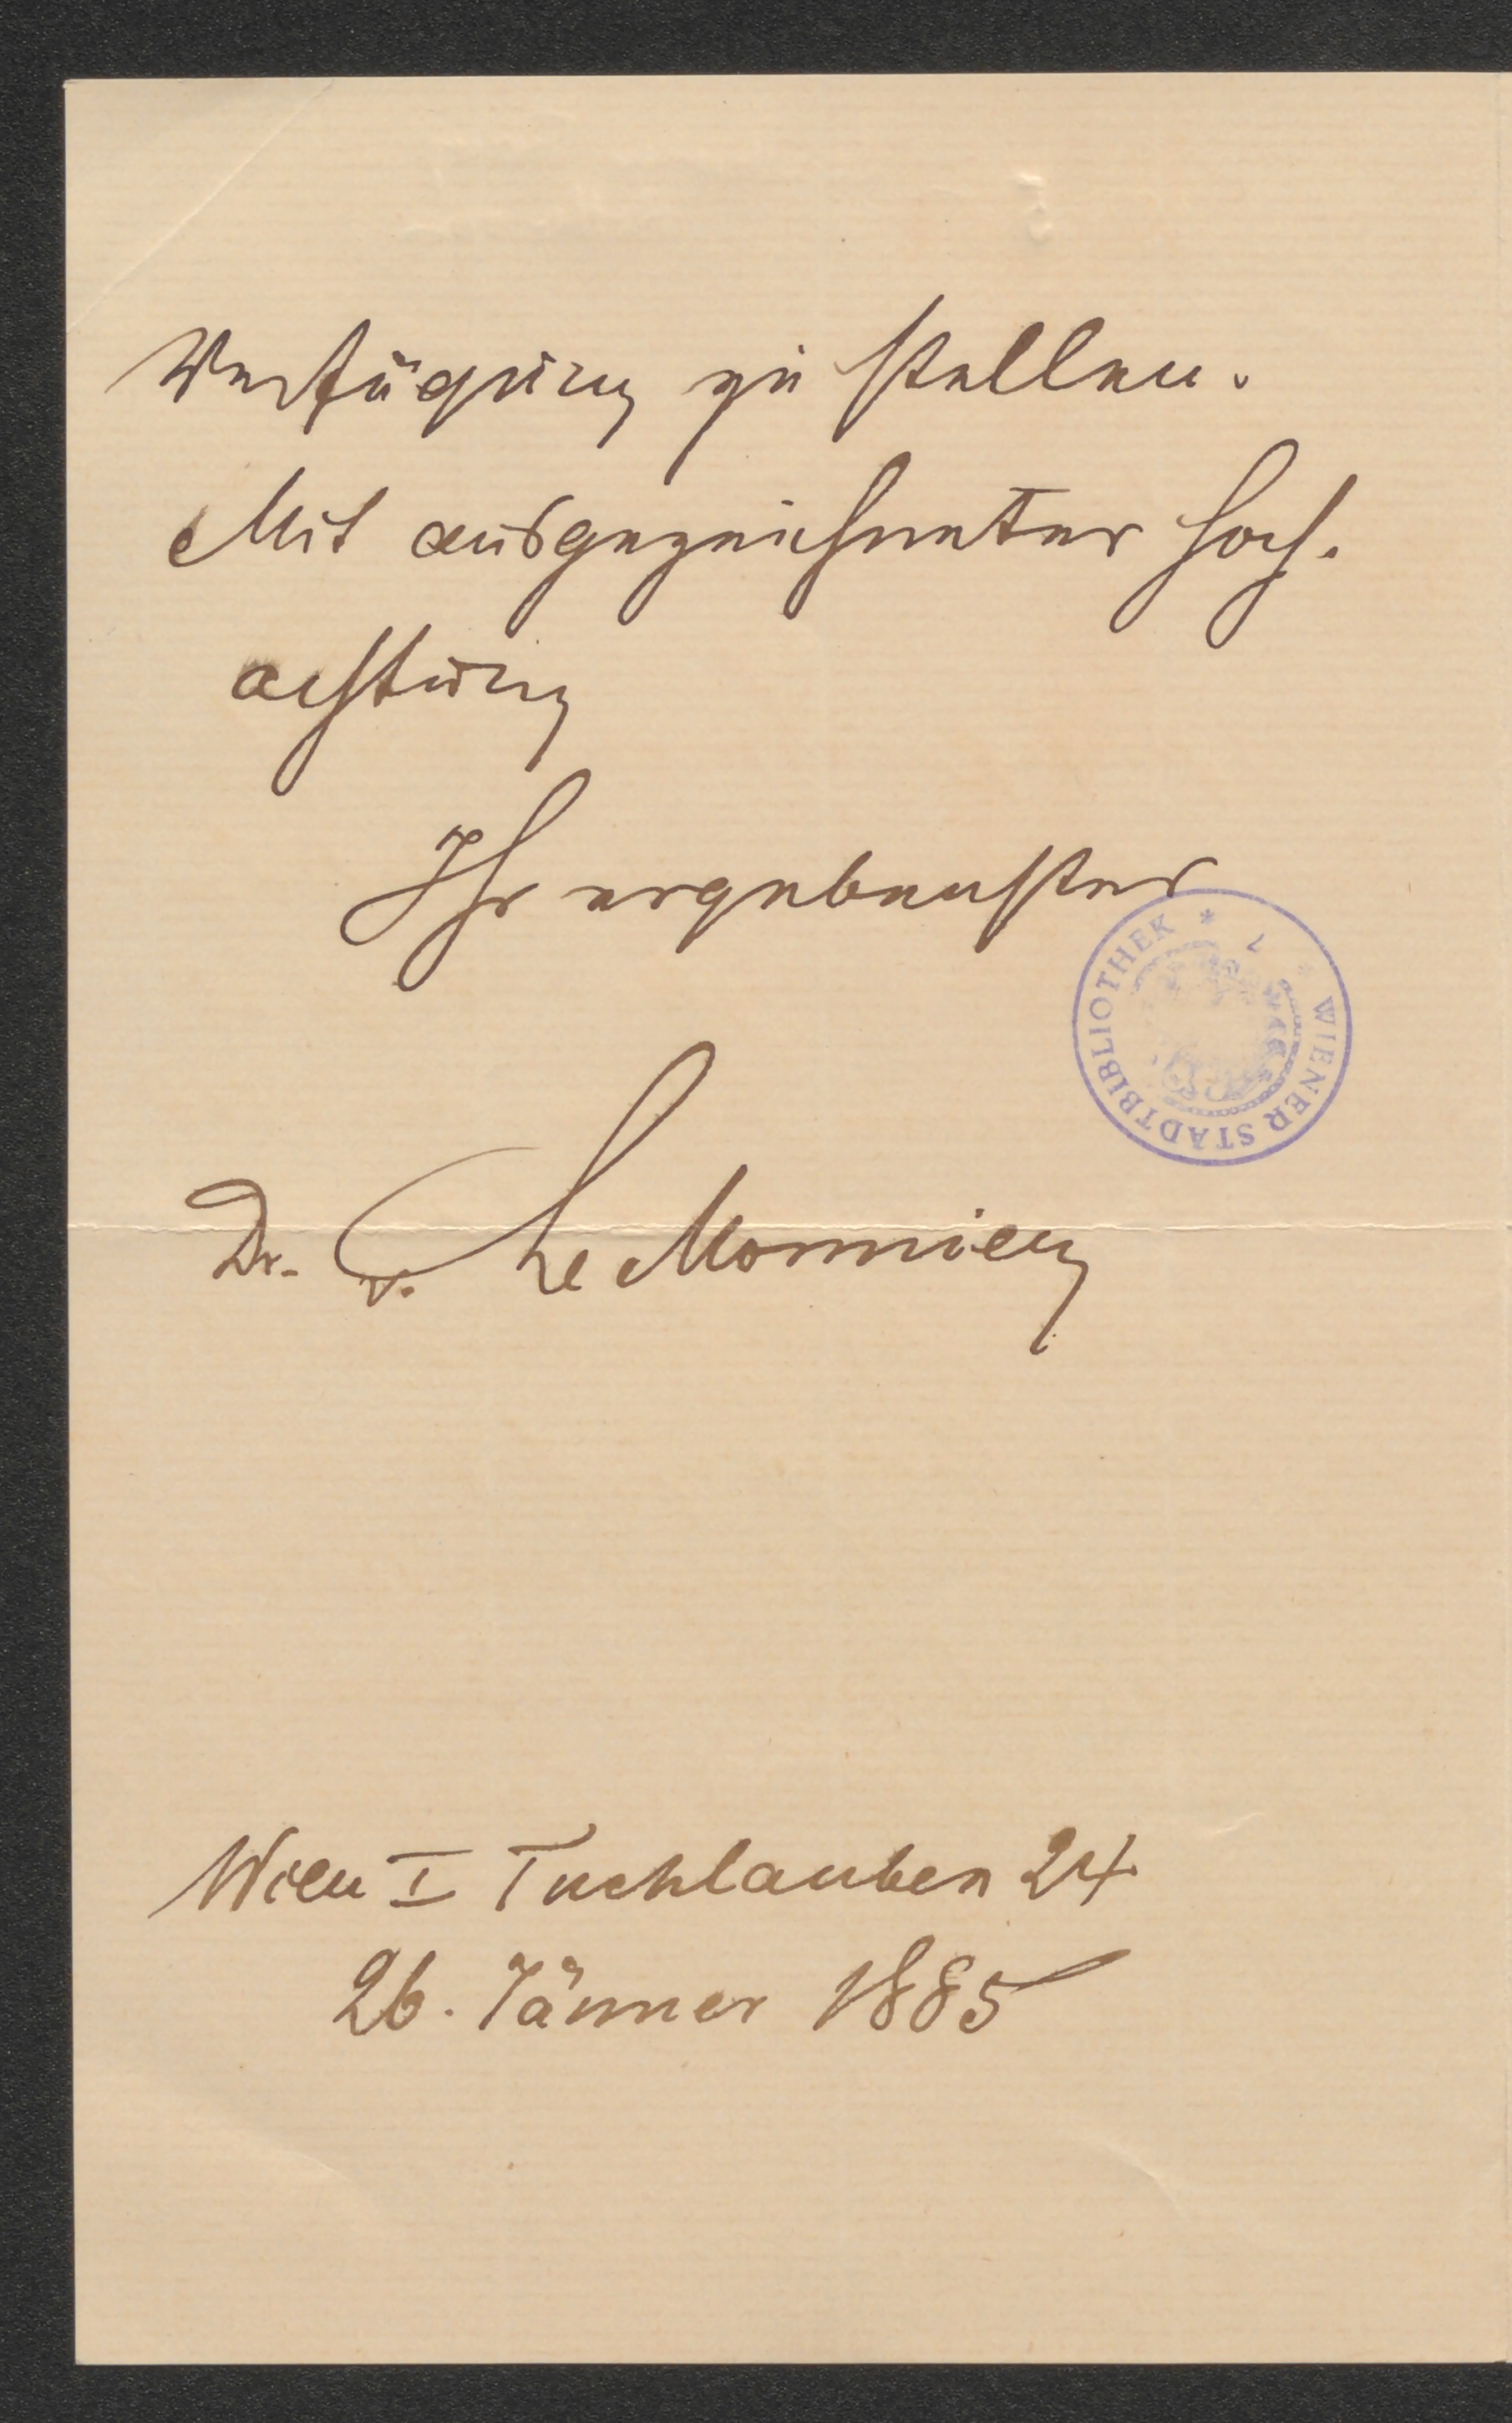 Verfügung zu stellen.
Mit ausgezeichneter Hoch-
achtung
Ihr ergebenster
WIENER STADTBIBLIOTHEK
Dr. v. Le Monnier
Wien I Tuchlauben 24
26. Jänner 1885